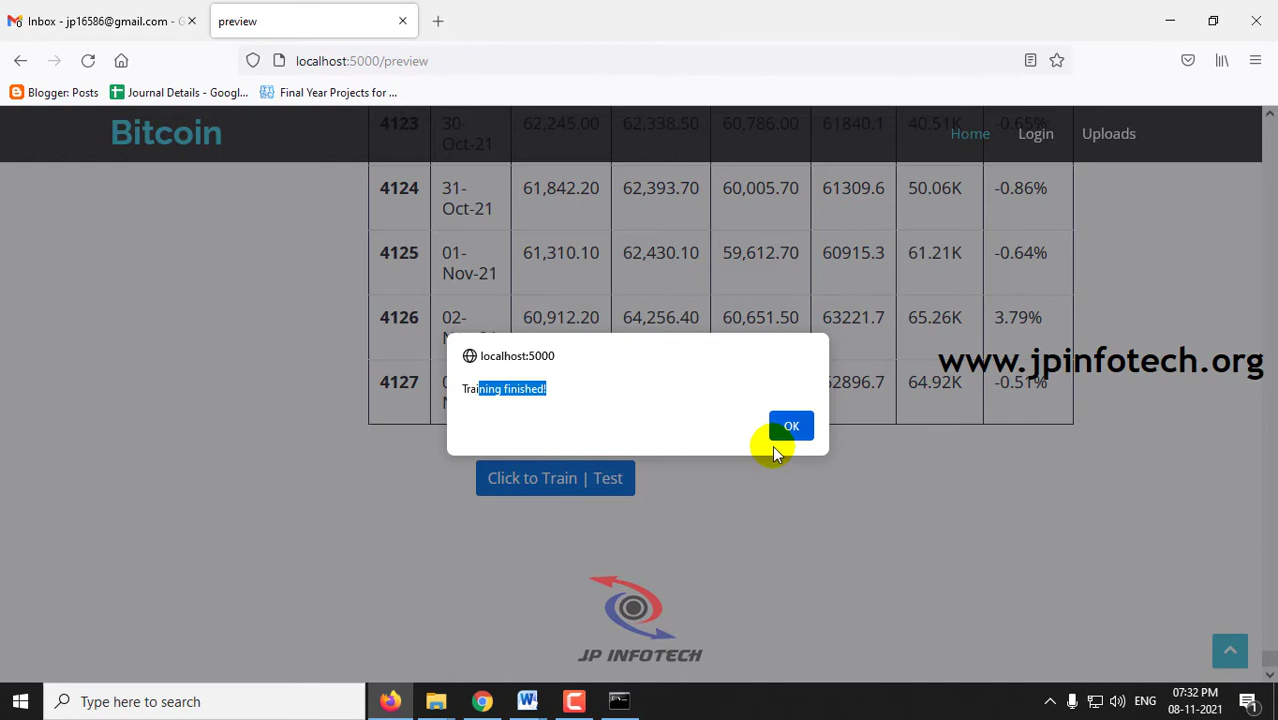 Inbox - jp16586@gmail.com - G
preview
localhost:5000/preview
Blogger: Posts
Journal Details - Googl...
Final Year Projects for ...
Bitcoin
Home
Login
Uploads
4123 30-Oct-21 62,245.00 62,338.50 60,786.00 61840.1 40.51K -0.65%
4124 31-Oct-21 61,842.20 62,393.70 60,005.70 61309.6 50.06K -0.86%
4125 01-Nov-21 61,310.10 62,430.10 59,612.70 60915.3 61.21K -0.64%
4126 02- 60,912.20 64,256.40 60,651.50 63221.7 65.26K 3.79%
4127 64.92K -0.51%
www.jpinfotech.org
localhost:5000
Training finished!
OK
Click to Train | Test
JP INFOTECH
Type here to search
ENG
07:32 PM
08-11-2021
1